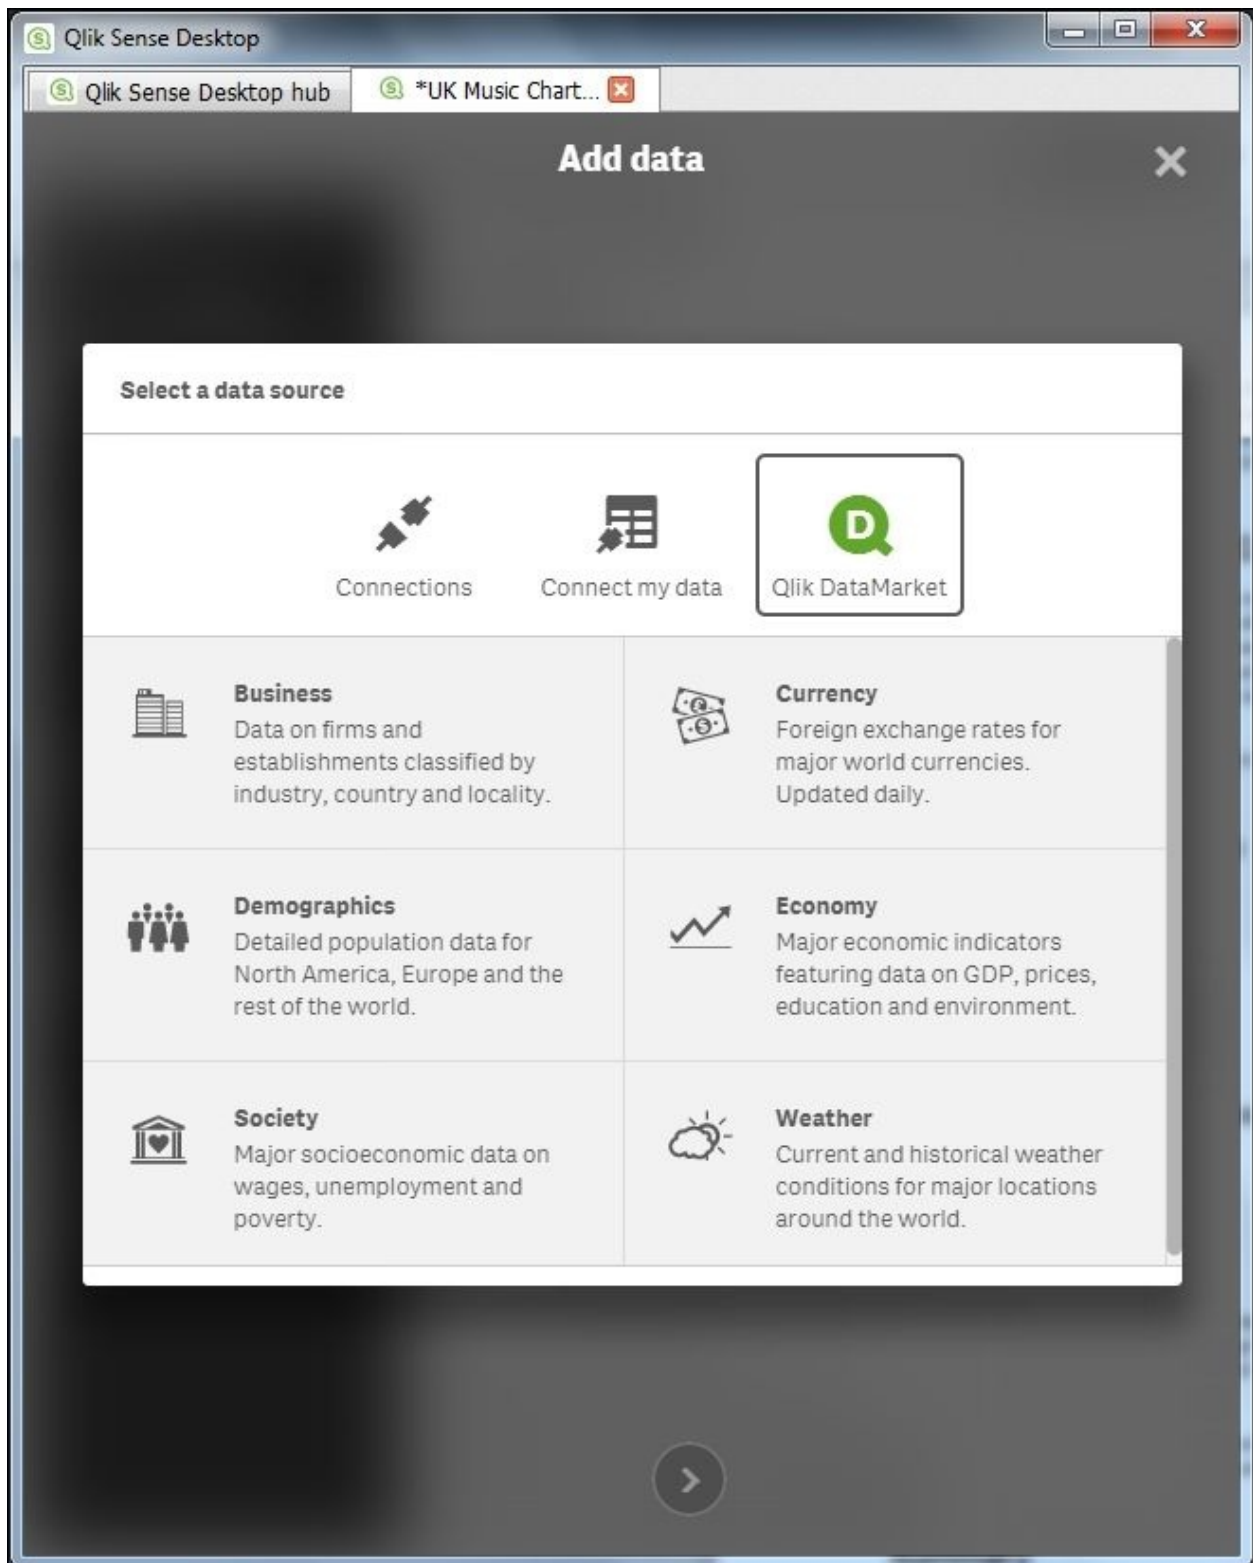 Qlik Sense Desktop
Qlik Sense Desktop hub
*UK Music Chart...
Add data
Select a data source
Connections
Connect my data
D
Qlik DataMarket
Business
Data on firms and
establishments classified by
industry, country and locality.
Currency
Foreign exchange rates for
major world currencies.
Updated daily.
Demographics
Detailed population data for
North America, Europe and the
rest of the world.
Economy
Major economic indicators
featuring data on GDP, prices,
education and environment.
Society
Major socioeconomic data on
wages, unemployment and
poverty.
Weather
Current and historical weather
conditions for major locations
around the world.